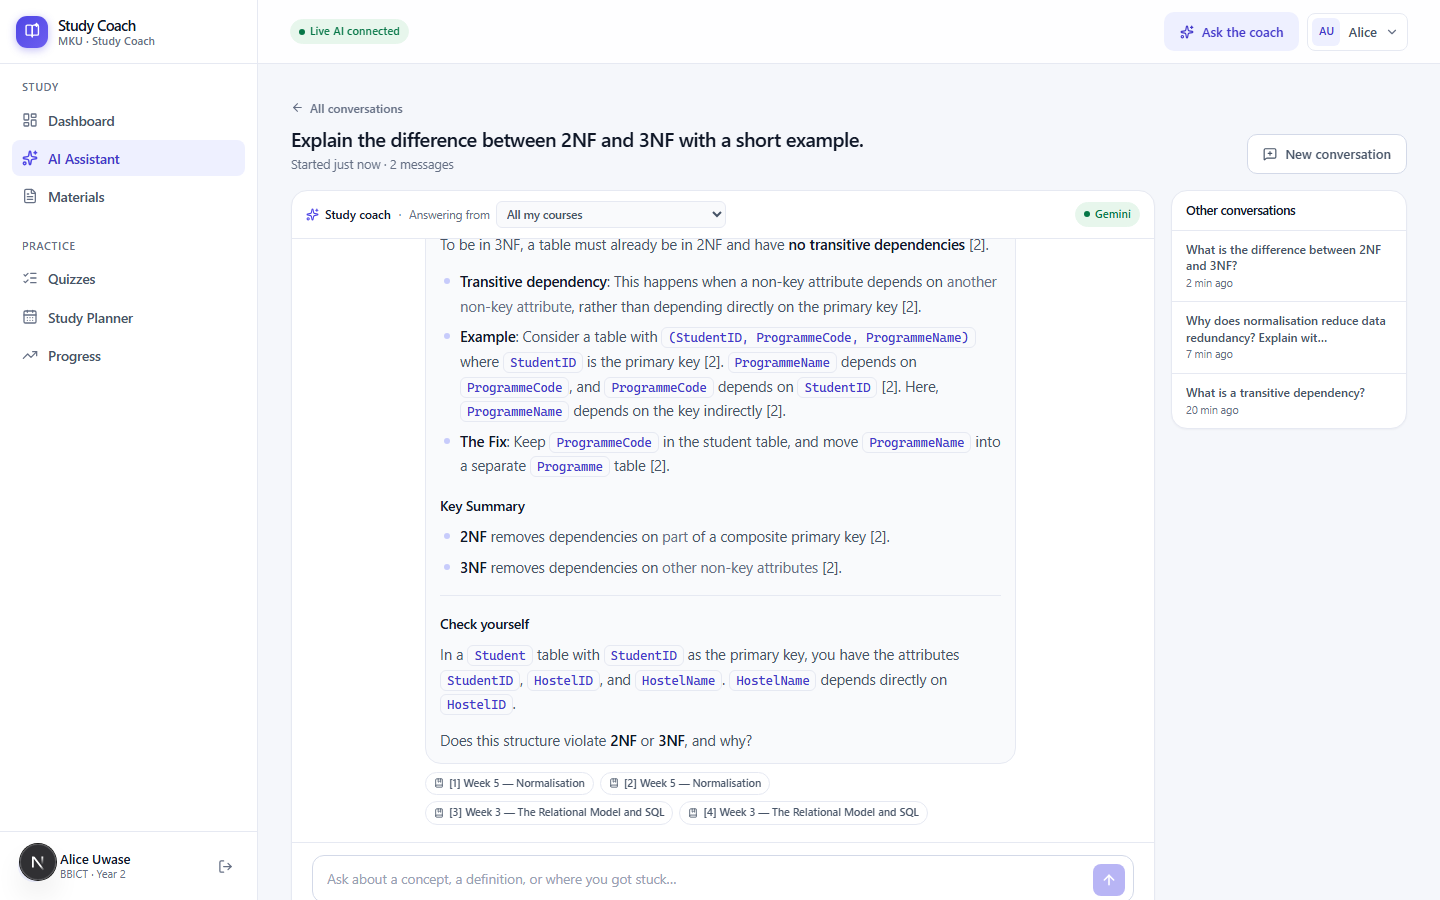 Study Coach
MKU · Study Coach
Live AI connected
Ask the coach
AU
Alice
STUDY
Dashboard
AI Assistant
Materials
PRACTICE
Quizzes
Study Planner
Progress
N
Alice Uwase
BBICT · Year 2
All conversations
Explain the difference between 2NF and 3NF with a short example.
Started just now · 2 messages
New conversation
Study coach · Answering from
All my courses
Gemini
To be in 3NF, a table must already be in 2NF and have no transitive dependencies [2].
Transitive dependency: This happens when a non-key attribute depends on another
non-key attribute, rather than depending directly on the primary key [2].
Example: Consider a table with (StudentID, ProgrammeCode, ProgrammeName)
where StudentID is the primary key [2]. ProgrammeName depends on
ProgrammeCode, and ProgrammeCode depends on StudentID [2]. Here,
ProgrammeName depends on the key indirectly [2].
The Fix: Keep ProgrammeCode in the student table, and move ProgrammeName into
a separate Programme table [2].
Key Summary
2NF removes dependencies on part of a composite primary key [2].
3NF removes dependencies on other non-key attributes [2].
Check yourself
In a Student table with StudentID as the primary key, you have the attributes
StudentID, HostelID, and HostelName. HostelName depends directly on
HostelID.
Does this structure violate 2NF or 3NF, and why?
[1] Week 5 — Normalisation
[2] Week 5 — Normalisation
[3] Week 3 — The Relational Model and SQL
[4] Week 3 — The Relational Model and SQL
Ask about a concept, a definition, or where you got stuck...
Other conversations
What is the difference between 2NF
and 3NF?
2 min ago
Why does normalisation reduce data
redundancy? Explain wit...
7 min ago
What is a transitive dependency?
20 min ago